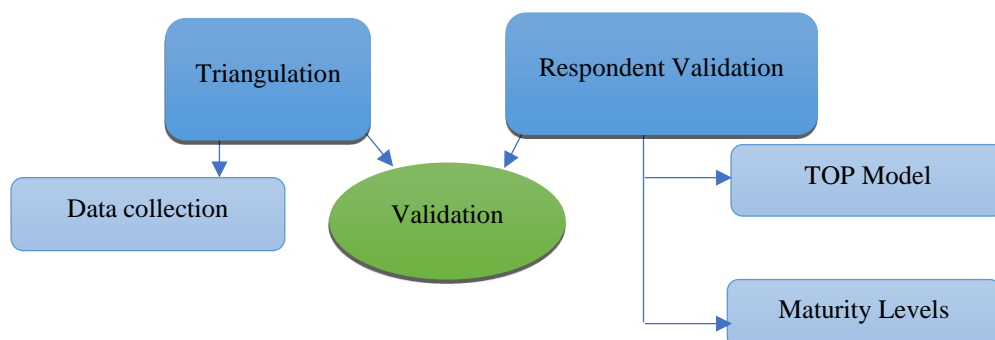 Triangulation
Respondent Validation
Data collection
Validation
TOP Model
Maturity Levels